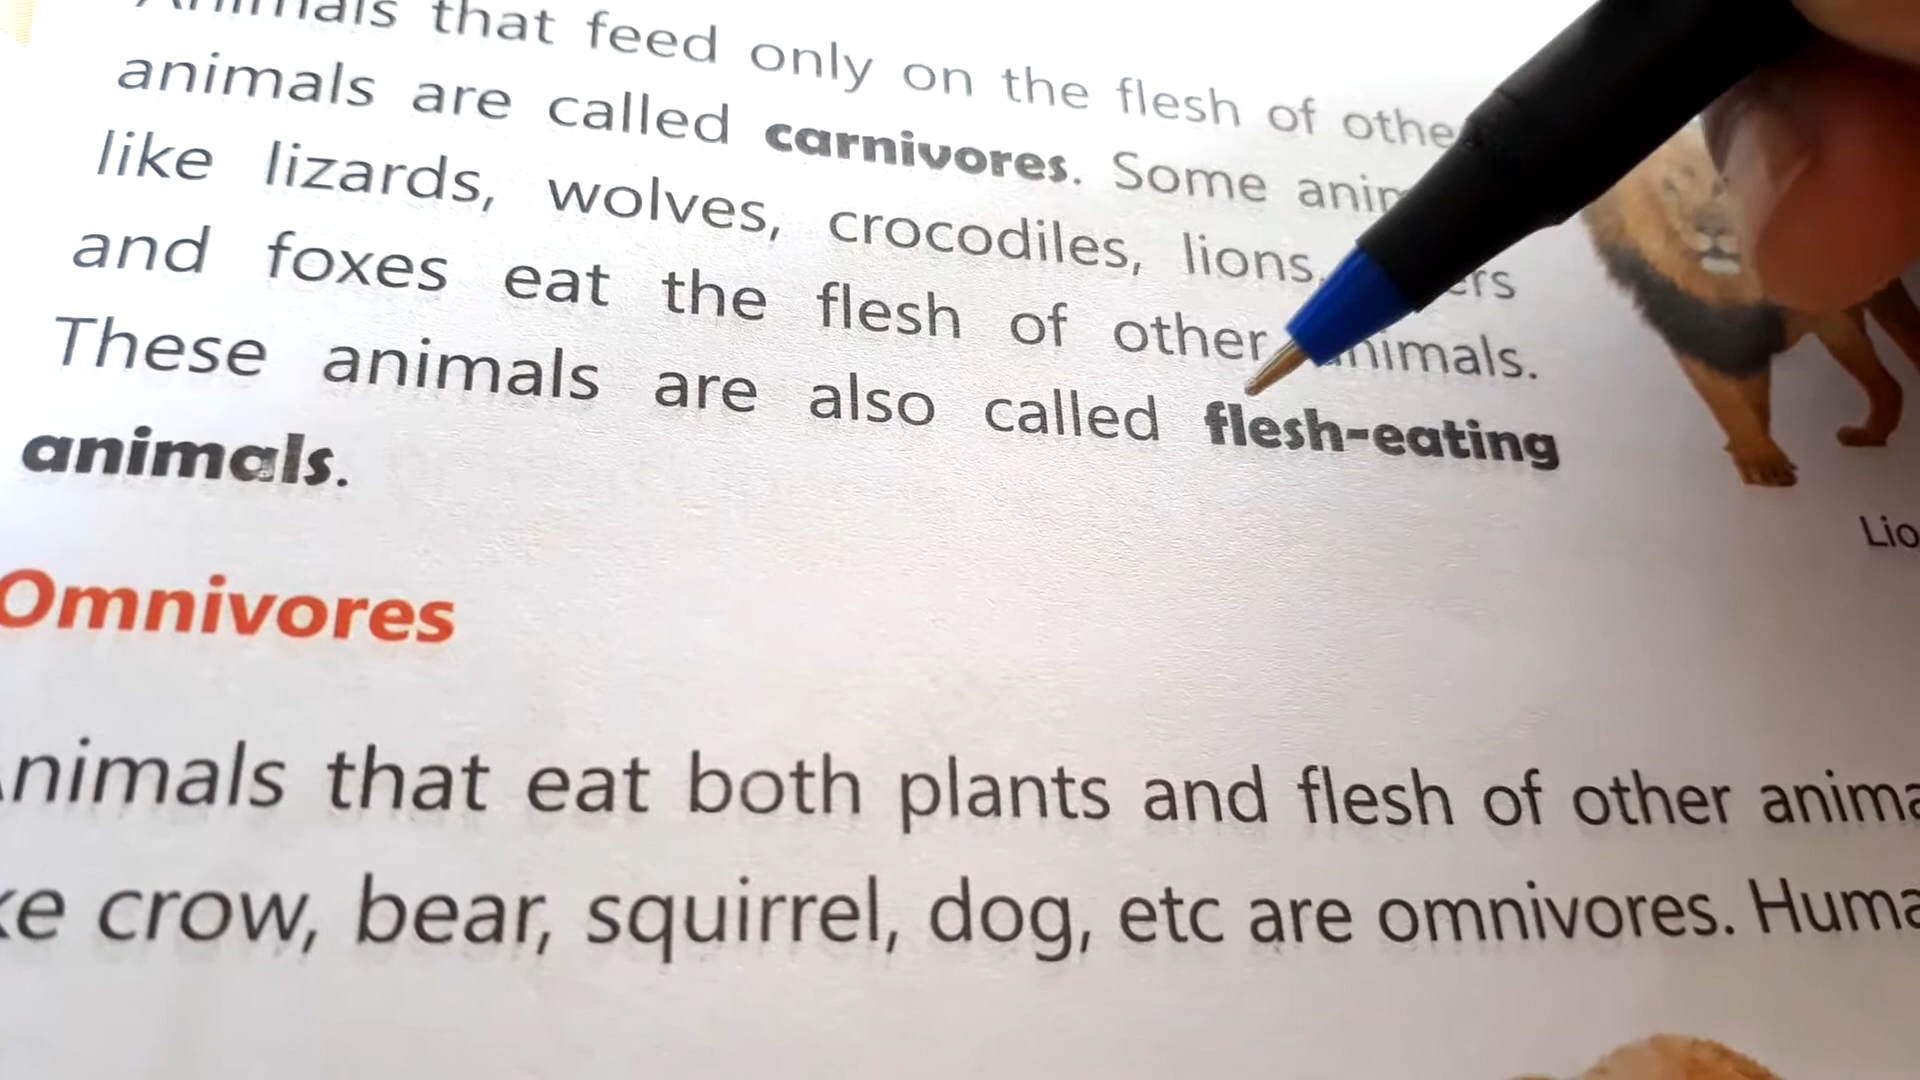 that feed only on the flesh of
animals are called carnivores. Some
like lizards, wolves, crocodiles, lions,
and foxes eat the flesh of other animals.
These animals are also called flesh-eating
animals.
Omnivores
that eat both plants and flesh of other
crow, bear, squirrel, dog, etc are omnivores.